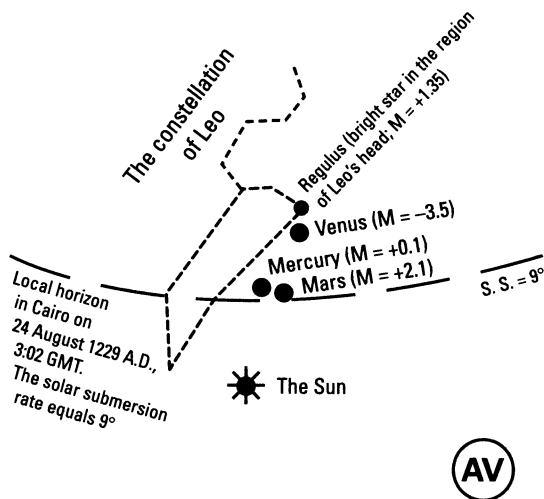 The constellation
of Leo
Regulus (bright star in the region
of Leo's head; M = +1.35)
Venus (M = –3.5)
Mercury (M = +0.1)
Mars (M = +2.1)
S. S. = 9°
Local horizon
in Cairo on
24 August 1229 A.D.,
3:02 GMT.
The solar submersion
rate equals 9°
The Sun
AV